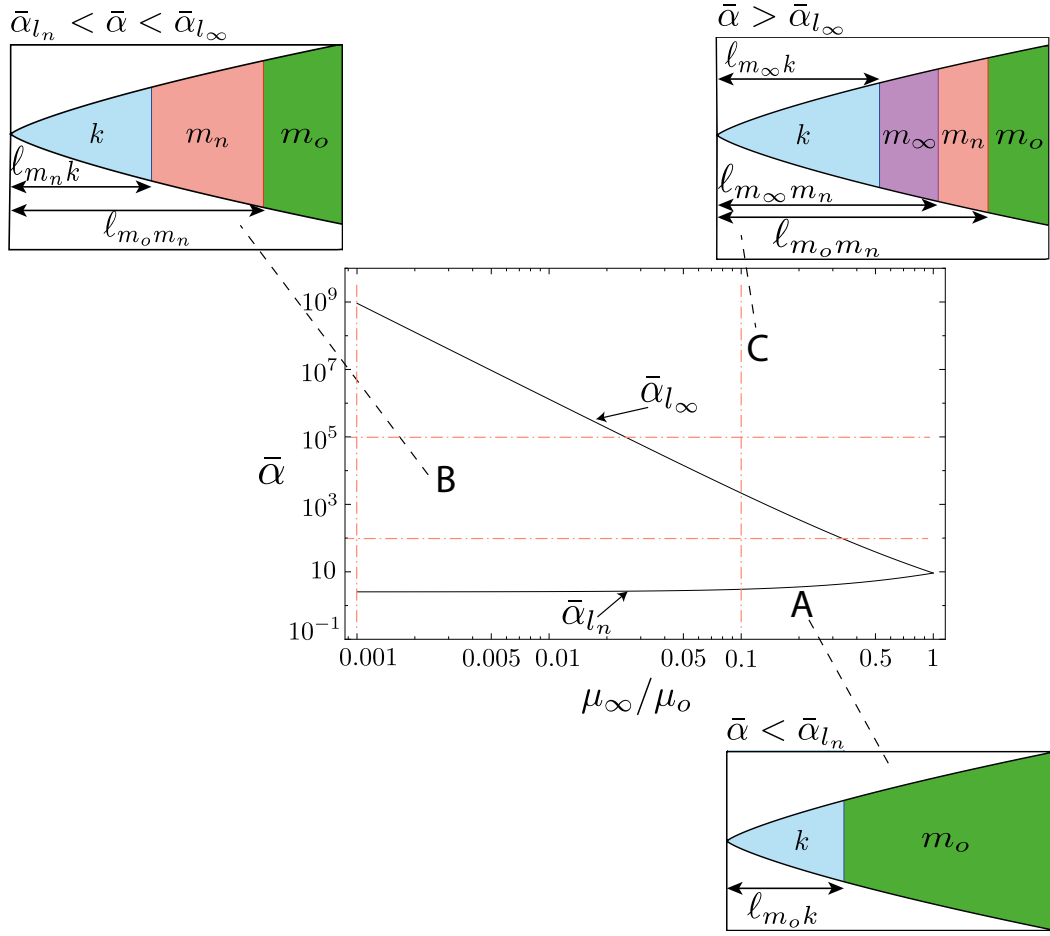 ᾱ_{l_n} < ᾱ < ᾱ_{l_∞}
k
m_n
m_o
ℓ_{m_n k}
ℓ_{m_o m_n}
ᾱ > ᾱ_{l_∞}
ℓ_{m_∞ k}
k
m_∞
m_n
m_o
ℓ_{m_∞ m_n}
ℓ_{m_o m_n}
10^9
10^7
10^5
10^3
10
10^{-1}
ᾱ
ᾱ_{l_∞}
C
B
A
ᾱ_{l_n}
0.001 0.005 0.01 0.05 0.1 0.5 1
μ_∞/μ_o
ᾱ < ᾱ_{l_n}
k
m_o
ℓ_{m_o k}